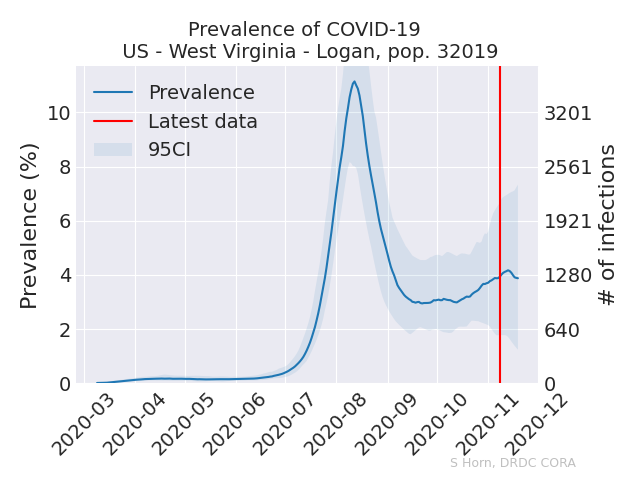 Prevalence of COVID-19
US - West Virginia - Logan, pop. 32019
Prevalence
Latest data
95CI
Prevalence (%)
10
8
6
4
2
0
3201
2561
1921
1280
640
0
# of infections
2020-03
2020-04
2020-05
2020-06
2020-07
2020-08
2020-09
2020-10
2020-11
2020-12
S Horn, DRDC CORA